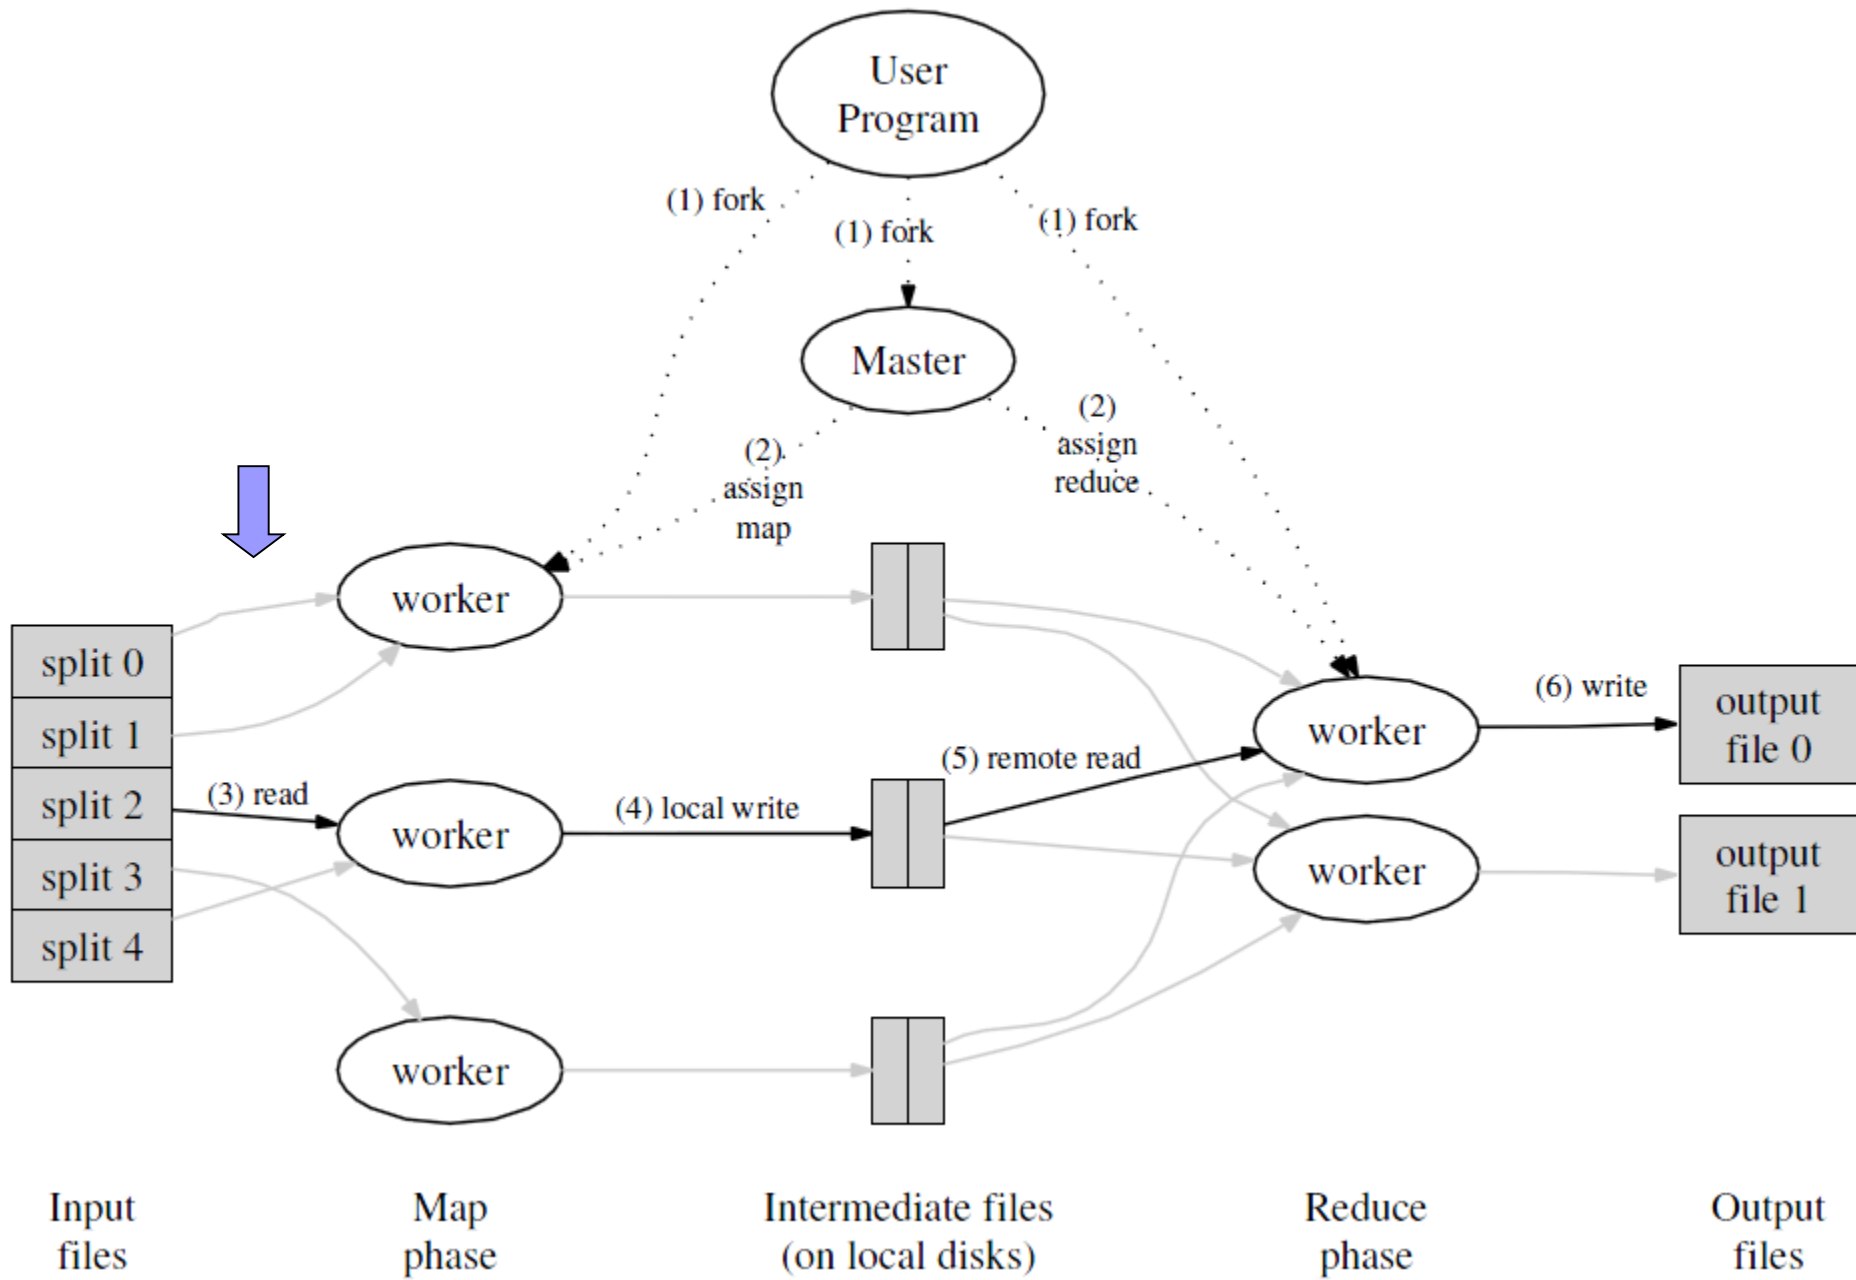 User
Program
(1) fork
(1) fork
(1) fork
Master
(2)
assign
map
(2)
assign
reduce
worker
split 0
split 1
split 2
split 3
split 4
(3) read
worker
(4) local write
(5) remote read
worker
(6) write
output
file 0
worker
output
file 1
worker
Input
files
Map
phase
Intermediate files
(on local disks)
Reduce
phase
Output
files